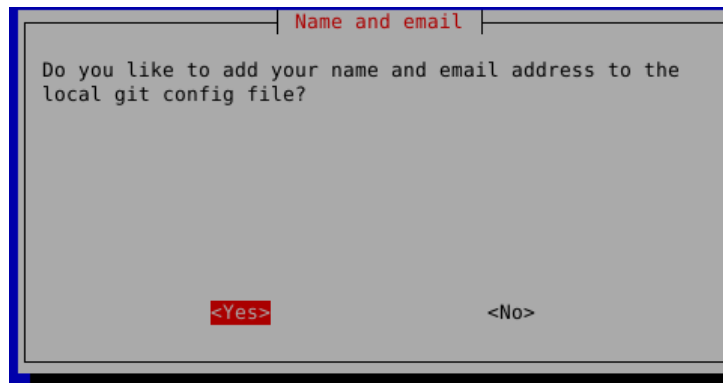 Name and email
Do you like to add your name and email address to the
local git config file?
<Yes> <No>